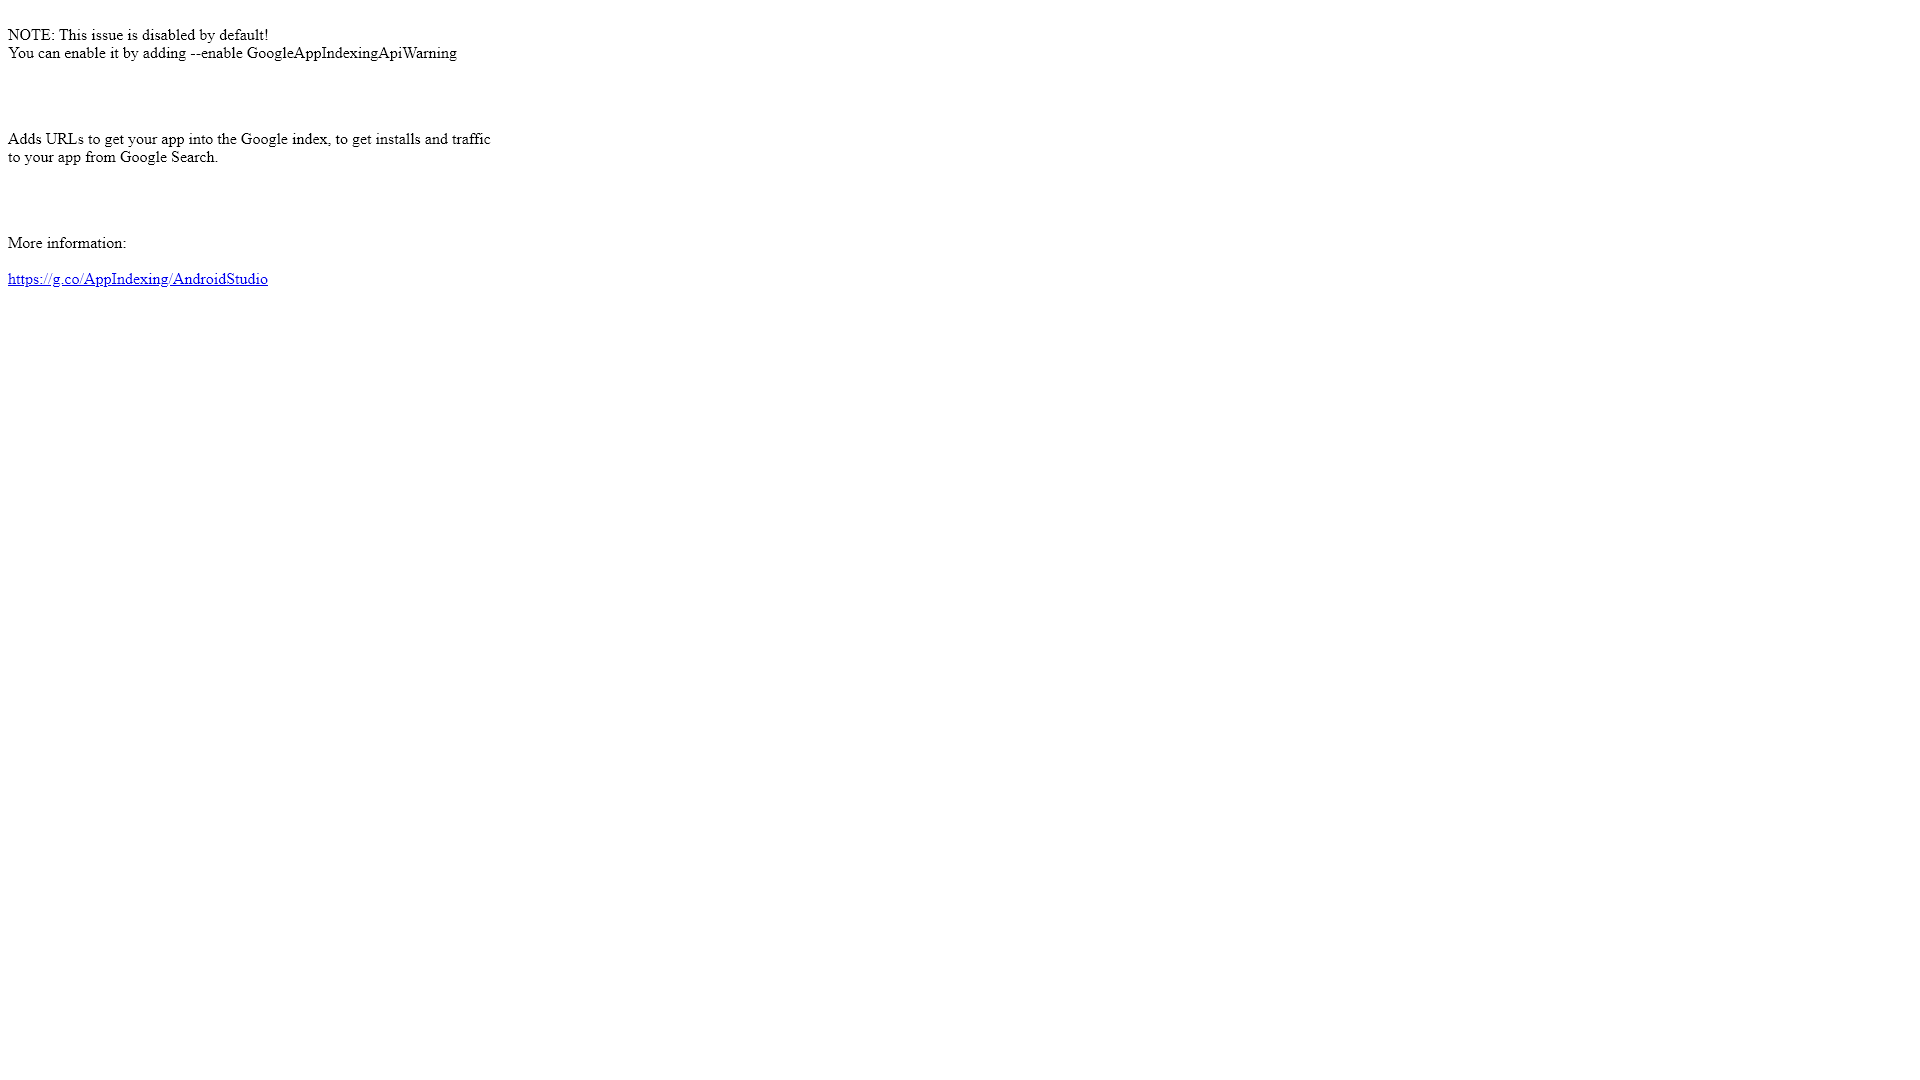 NOTE: This issue is disabled by default!
You can enable it by adding --enable GoogleAppIndexingApiWarning
Adds URLs to get your app into the Google index, to get installs and traffic
to your app from Google Search.
More information:
https://g.co/AppIndexing/AndroidStudio